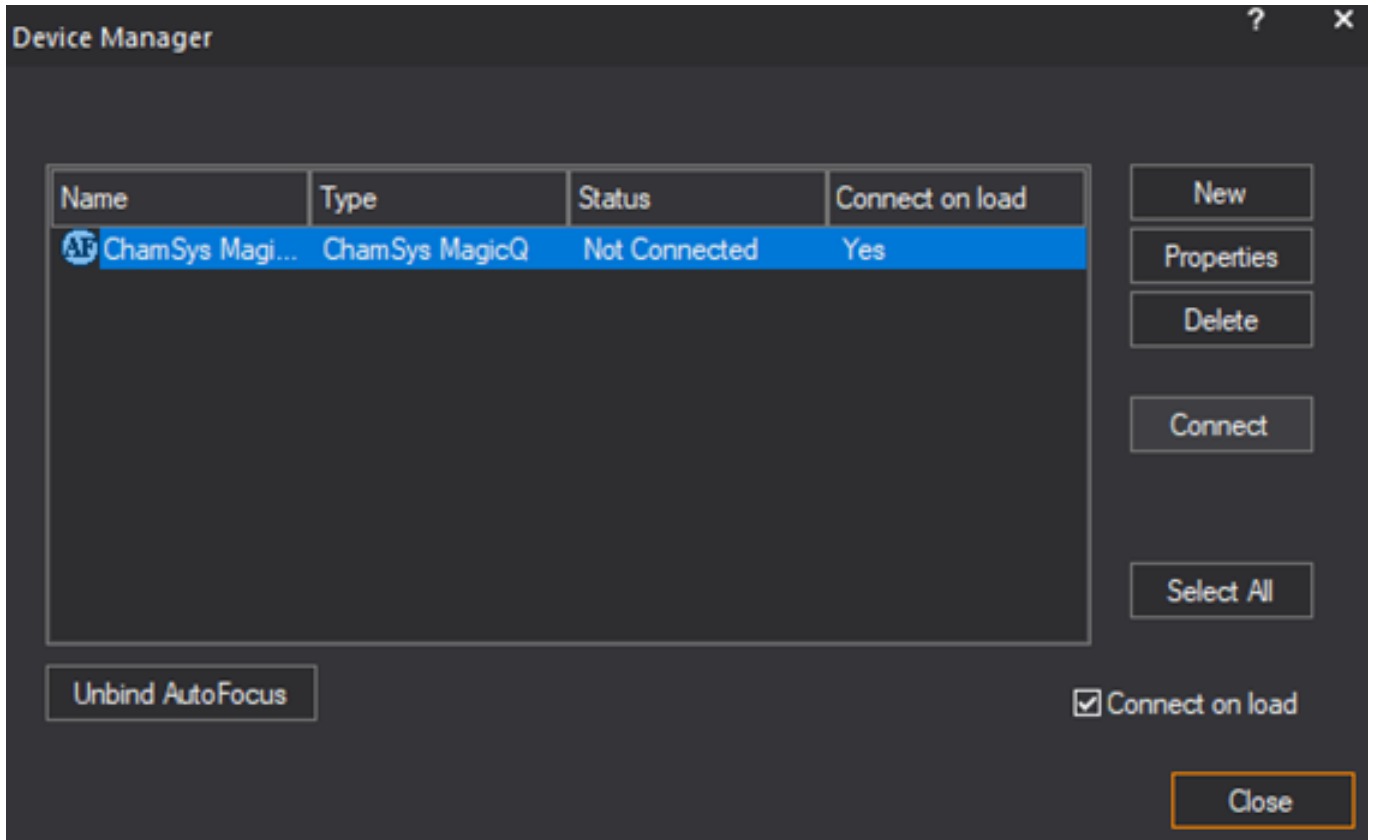 Device Manager
? ×
Name Type Status Connect on load
AF ChamSys Magi... ChamSys MagicQ Not Connected Yes
New
Properties
Delete
Connect
Select All
Unbind AutoFocus
Connect on load
Close